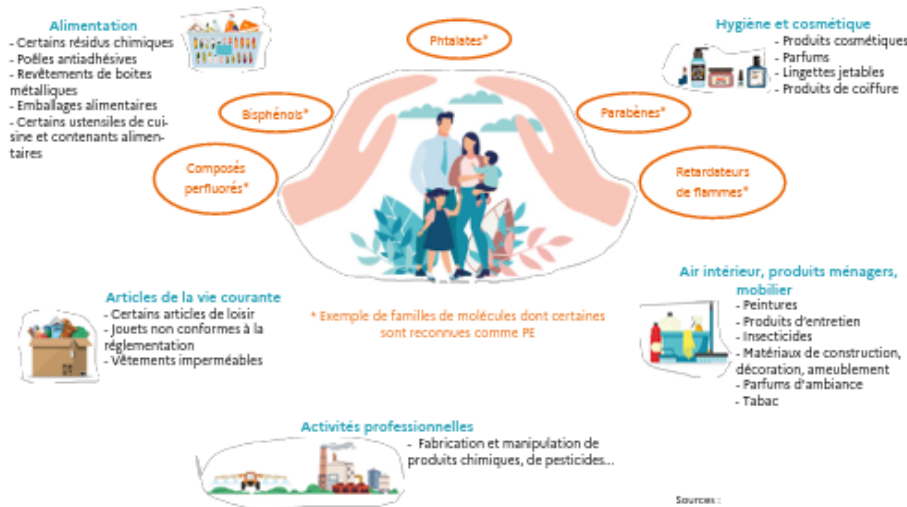 Alimentation
- Certains résidus chimiques
- Poêles antiadhésives
- Revêtements de boites
métalliques
- Emballages alimentaires
- Certains ustensiles de cui-
sine et contenants alimen-
taires
Phtalates*
Bisphénols*
Composés
perfluorés*
Parabènes*
Retardateurs
de flammes*
Hygiène et cosmétique
- Produits cosmétiques
- Parfums
- Lingettes jetables
- Produits de coiffure
Articles de la vie courante
- Certains articles de loisir
- Jouets non conformes à la
réglementation
- Vêtements imperméables
* Exemple de familles de molécules dont certaines
sont reconnues comme PE
Air intérieur, produits ménagers,
mobilier
- Peintures
- Produits d'entretien
- Insecticides
- Matériaux de construction,
décoration, ameublement
- Parfums d'ambiance
- Tabac
Activités professionnelles
- Fabrication et manipulation de
produits chimiques, de pesticides...
Sources :